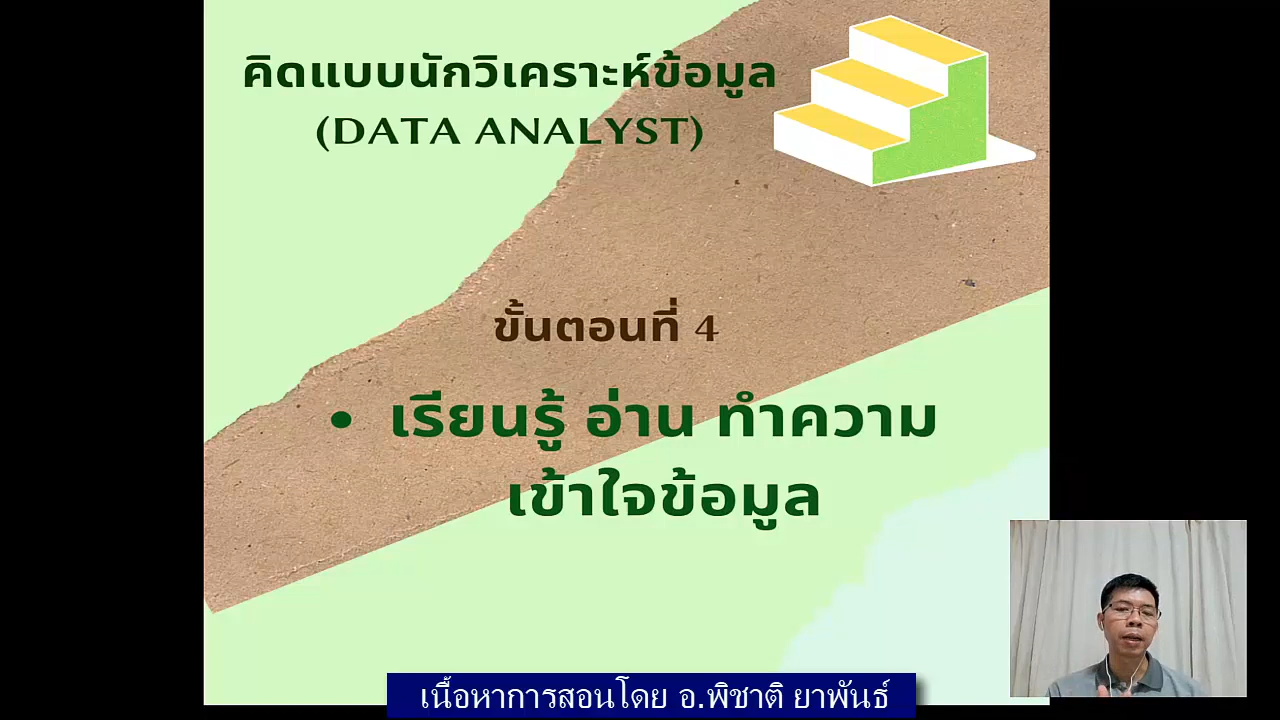 คิดแบบนักวิเคราะห์ข้อมูล
(DATA ANALYST)
ขั้นตอนที่ 4
• เรียนรู้ อ่าน ทำความ
เข้าใจข้อมูล
เนื้อหาการสอนโดย อ.พิชาติ ยาพันธ์